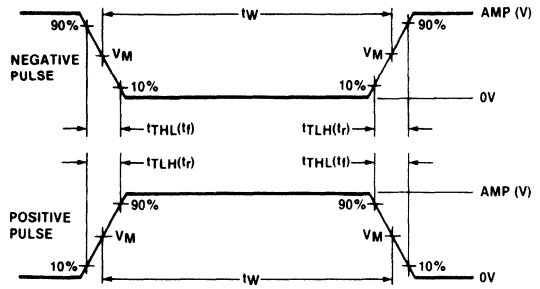 tW
AMP (V)
90%
90%
NEGATIVE
PULSE
VM
VM
10%
10%
0V
tTHL(tf)
tTLH(tr)
tTLH(tr)
tTHL(tf)
AMP (V)
90%
90%
POSITIVE
PULSE
VM
VM
10%
10%
tW
0V